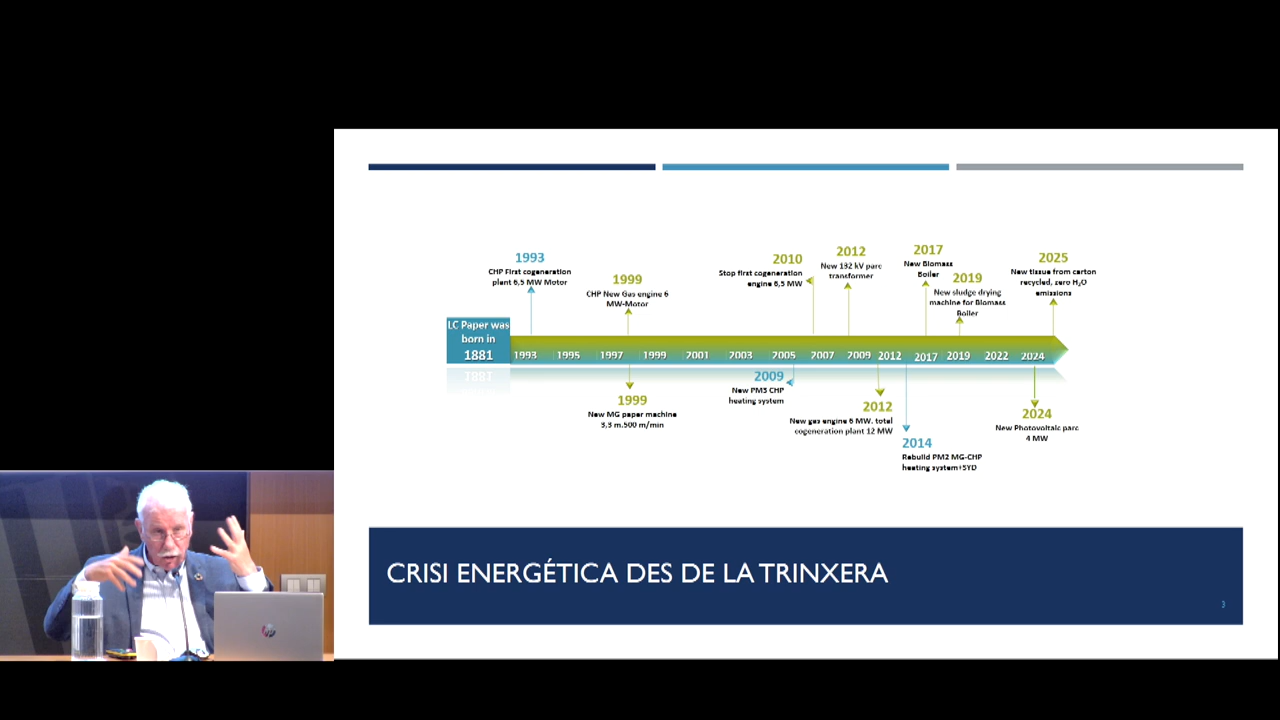 1993
CHP First cogeneration
plant 6,5 MW Motor
1999
CHP New Gas engine 6
MW-Motor
2010
Stop first cogeneration
engine 6,5 MW
2012
New 132 kV parc
transformer
2017
New Biomass
Boiler
2019
New sludge drying
machine for Biomass
Boiler
2025
New tissue from carton
recycled, zero H₂O
emissions
LC Paper was
born in
1881
1993 1995 1997 1999 2001 2003 2005 2007 2009 2012 2017 2019 2022 2024
1999
New MG paper machine
3,3 m.500 m/min
2009
New PM3 CHP
heating system
2012
New gas engine 6 MW. total
cogeneration plant 12 MW
2014
Rebuild PM2 MG-CHP
heating system+SYD
2024
New Photovoltaic parc
4 MW
CRISI ENERGÉTICA DES DE LA TRINXERA
3
hp